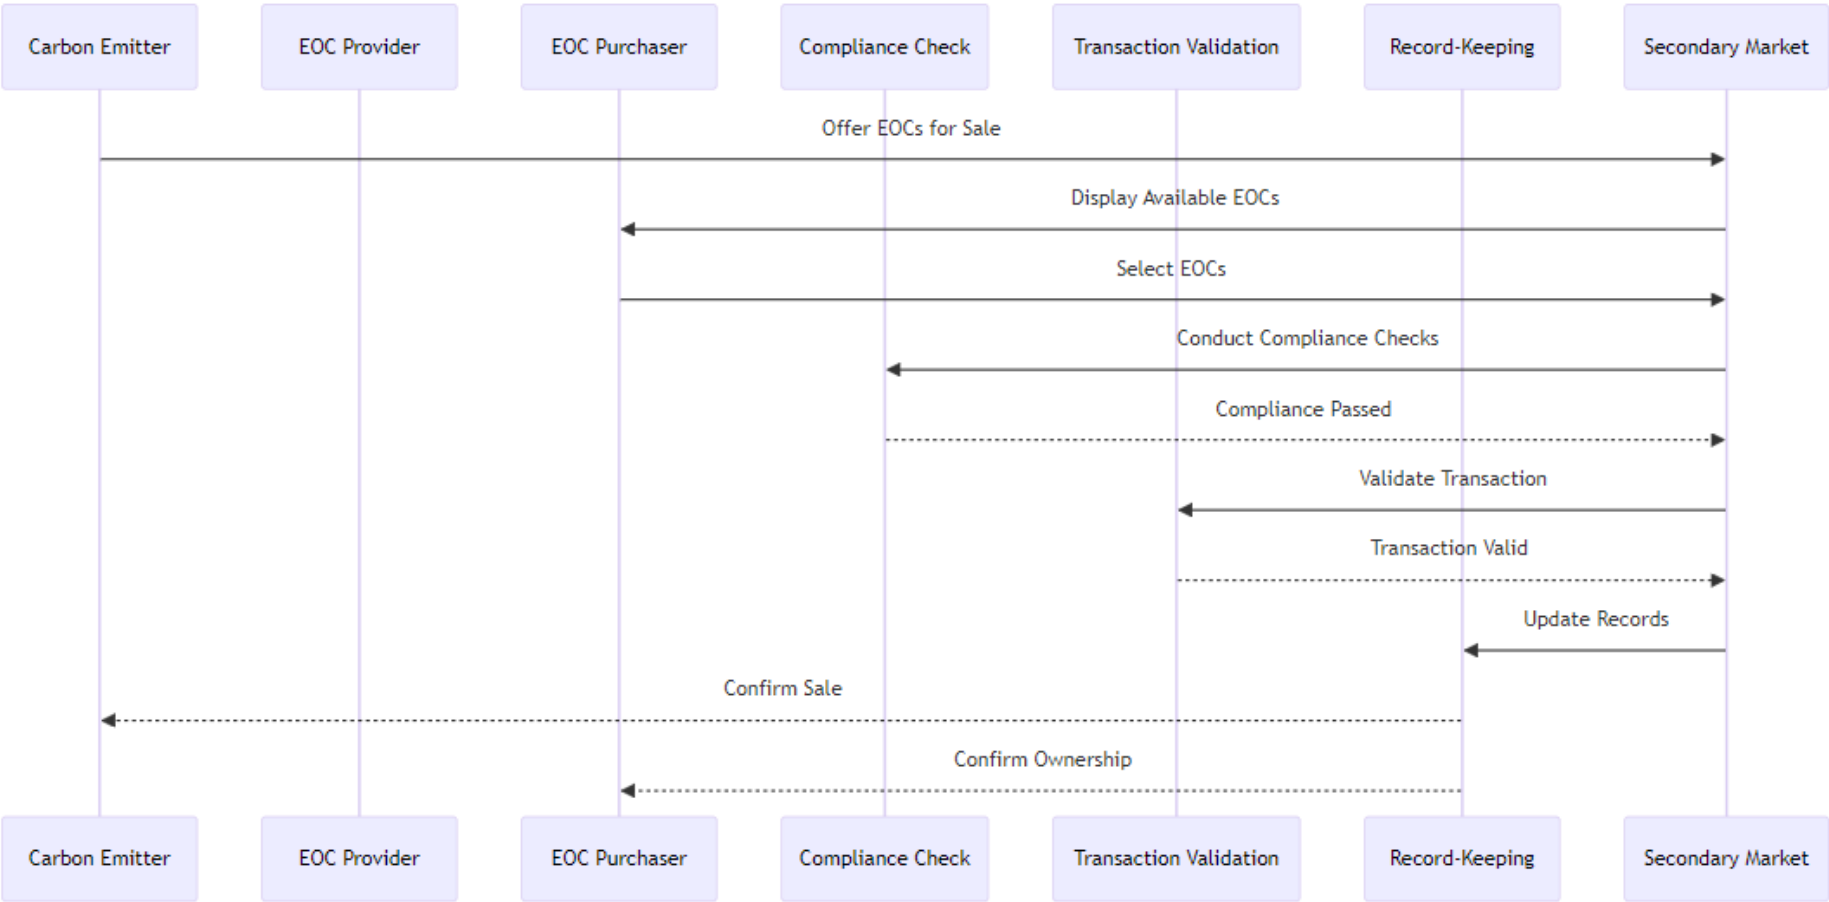 Carbon Emitter
EOC Provider
EOC Purchaser
Compliance Check
Transaction Validation
Record-Keeping
Secondary Market
Offer EOCs for Sale
Display Available EOCs
Select EOCs
Conduct Compliance Checks
Compliance Passed
Validate Transaction
Transaction Valid
Update Records
Confirm Sale
Confirm Ownership
Carbon Emitter
EOC Provider
EOC Purchaser
Compliance Check
Transaction Validation
Record-Keeping
Secondary Market